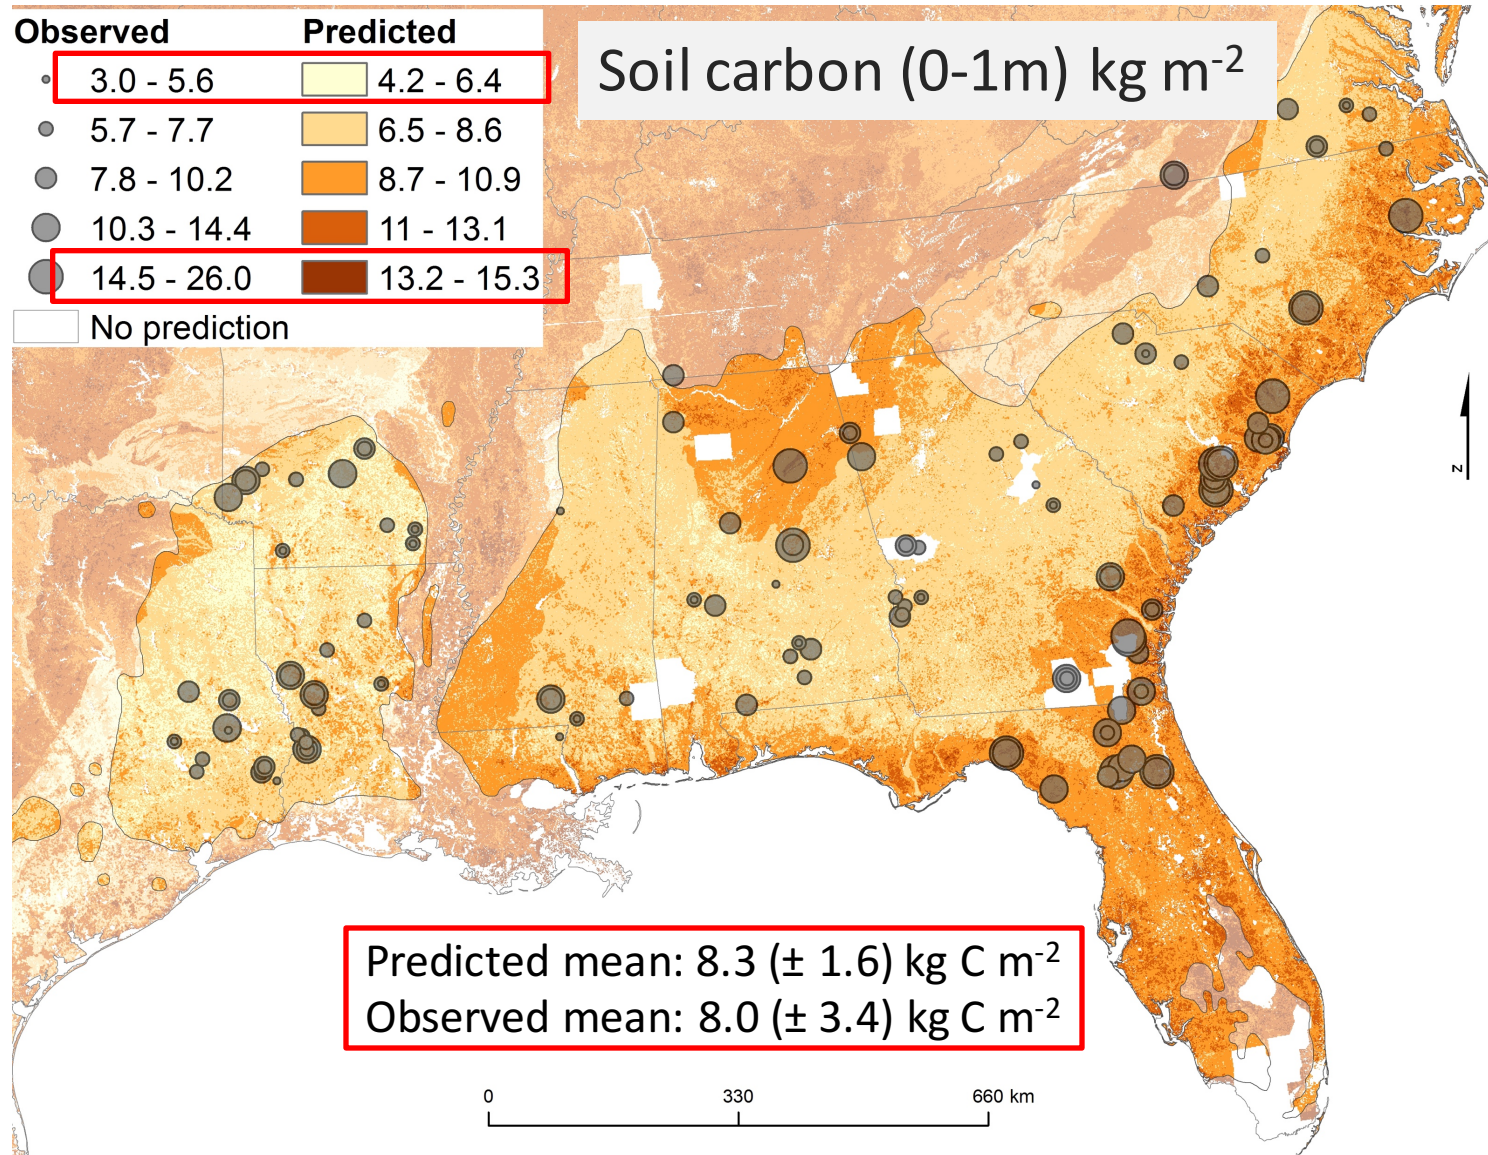 Observed Predicted
3.0 - 5.6 4.2 - 6.4
5.7 - 7.7 6.5 - 8.6
7.8 - 10.2 8.7 - 10.9
10.3 - 14.4 11 - 13.1
14.5 - 26.0 13.2 - 15.3
No prediction
Soil carbon (0-1m) kg m⁻²
N
Predicted mean: 8.3 (± 1.6) kg C m⁻²
Observed mean: 8.0 (± 3.4) kg C m⁻²
0 330 660 km